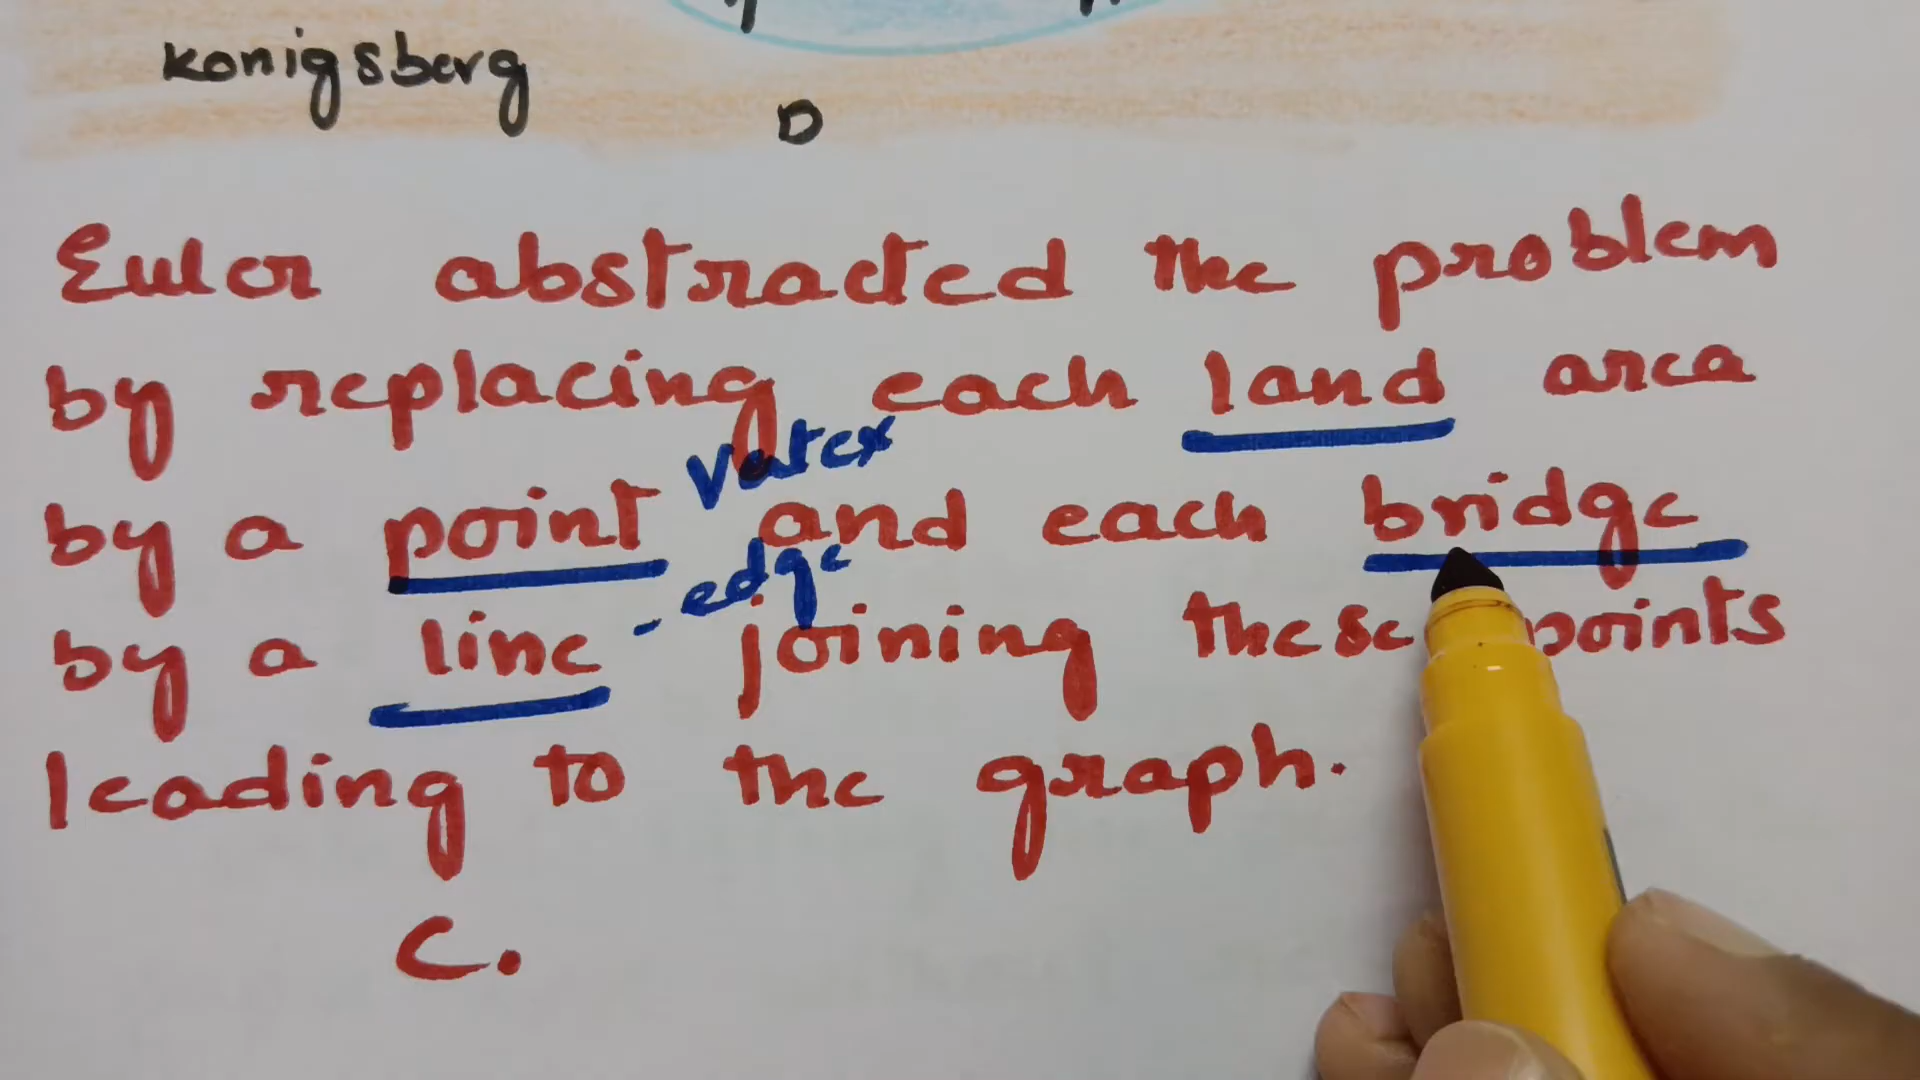 Konigsberg
D
Euler abstracted the problem
by replacing each land area
vertex
by a point and each bridge
- edge
by a line joining these points
leading to the graph.
C.